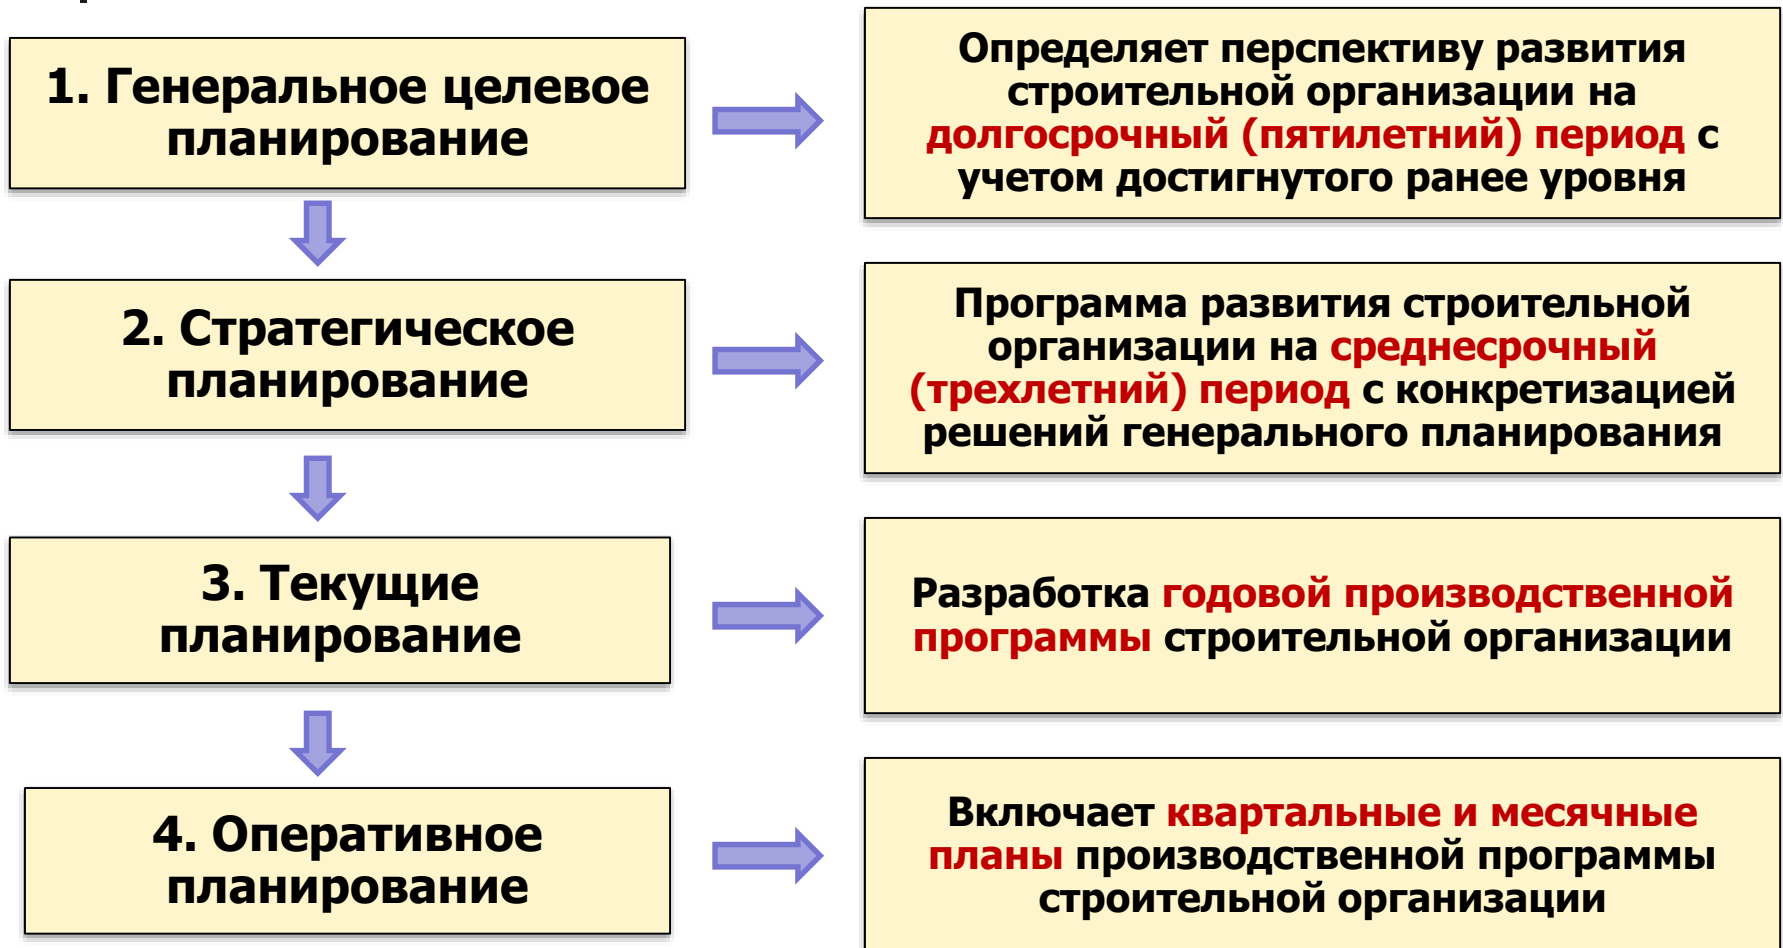 1. Генеральное целевое
планирование
Определяет перспективу развития
строительной организации на
долгосрочный (пятилетний) период с
учетом достигнутого ранее уровня
2. Стратегическое
планирование
Программа развития строительной
организации на среднесрочный
(трехлетний) период с конкретизацией
решений генерального планирования
3. Текущие
планирование
Разработка годовой производственной
программы строительной организации
4. Оперативное
планирование
Включает квартальные и месячные
планы производственной программы
строительной организации